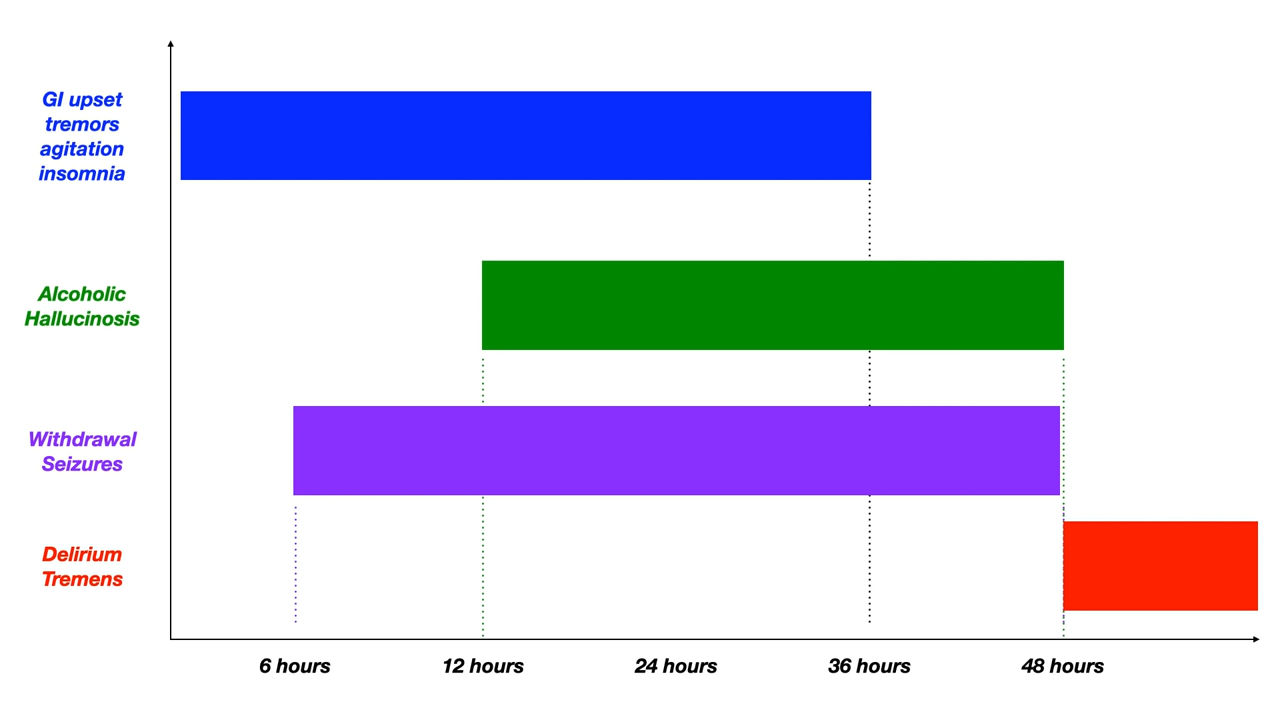 GI upset
tremors
agitation
insomnia
Alcoholic
Hallucinosis
Withdrawal
Seizures
Delirium
Tremens
6 hours
12 hours
24 hours
36 hours
48 hours